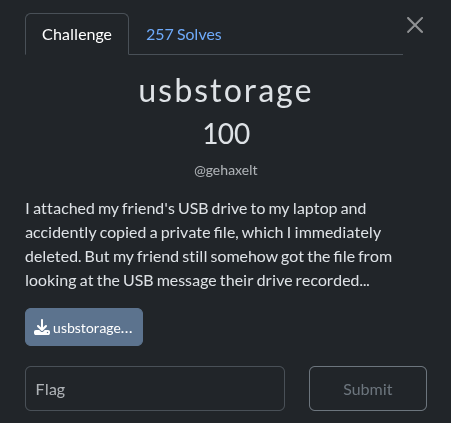 Challenge
257 Solves
usbstorage
100
@gehaxelt
I attached my friend's USB drive to my laptop and
accidently copied a private file, which I immediately
deleted. But my friend still somehow got the file from
looking at the USB message their drive recorded...
usbstorage...
Flag
Submit